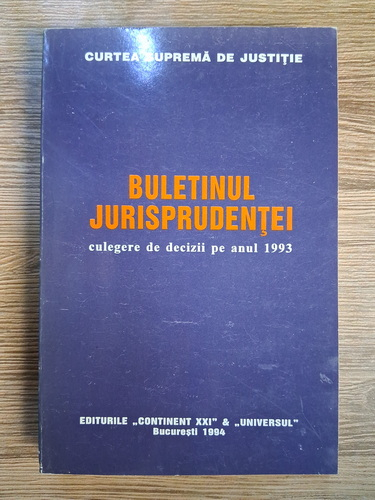 CURTEA SUPREMĂ DE JUSTIȚIE
BULETINUL
JURISPRUDENȚEI
culegere de decizii pe anul 1993
EDITURILE „CONTINENT XXI" & „UNIVERSUL"
București 1994